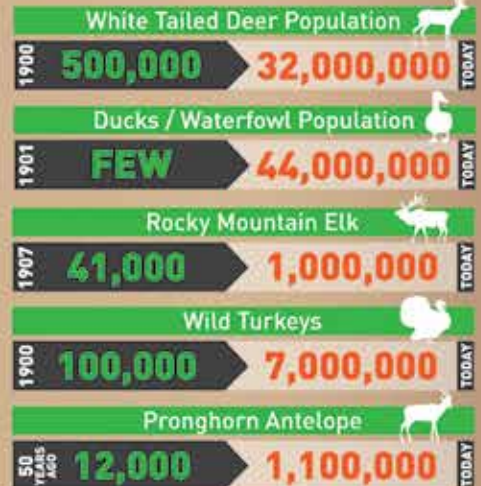 White Tailed Deer Population
1900 500,000 32,000,000 TODAY
Ducks / Waterfowl Population
1901 FEW 44,000,000 TODAY
Rocky Mountain Elk
1907 41,000 1,000,000 TODAY
Wild Turkeys
1900 100,000 7,000,000 TODAY
Pronghorn Antelope
50 YEARS AGO 12,000 1,100,000 TODAY